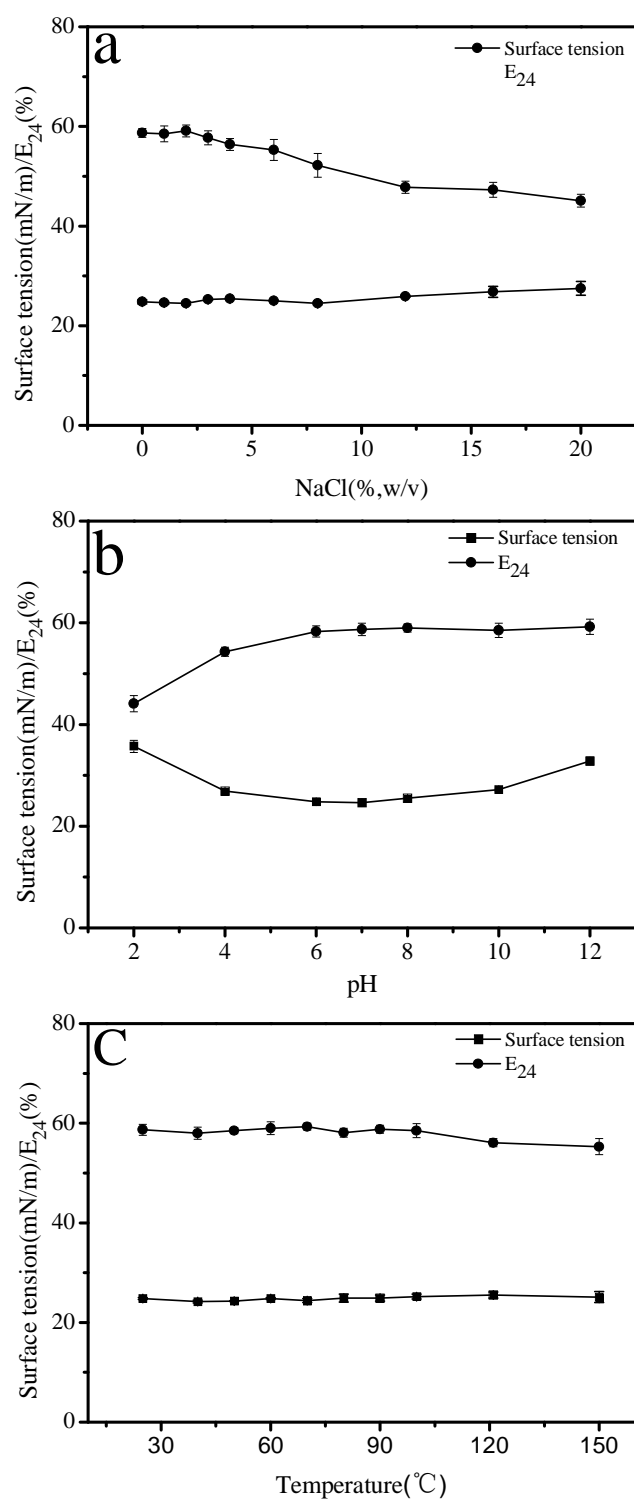 a
Surface tension
E24
80
60
40
20
0
Surface tension(mN/m)/E24(%)
0 5 10 15 20
NaCl(%,w/v)
b
Surface tension
E24
80
60
40
20
0
Surface tension(mN/m)/E24(%)
2 4 6 8 10 12
pH
C
Surface tension
E24
80
60
40
20
0
Surface tension(mN/m)/E24(%)
30 60 90 120 150
Temperature(℃)